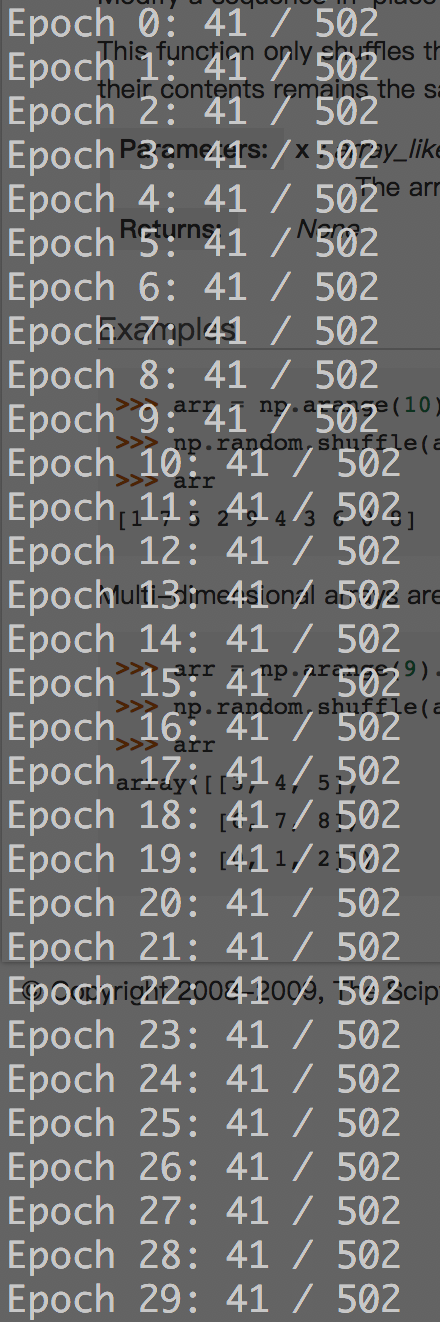 Modify a sequence in-place
Epoch 0: 41 / 502
This function only shuffles th
Epoch 1: 41 / 502
their contents remains the sa
Epoch 2: 41 / 502
Parameters: x : array_like
Epoch 3: 41 / 502
The arr
Epoch 4: 41 / 502
Returns: None
Epoch 5: 41 / 502
Epoch 6: 41 / 502
Examples
Epoch 7: 41 / 502
Epoch 8: 41 / 502
>>> arr = np.arange(10)
Epoch 9: 41 / 502
>>> np.random.shuffle(a
Epoch 10: 41 / 502
>>> arr
Epoch 11: 41 / 502
[1 7 5 2 9 4 3 6 0 8]
Epoch 12: 41 / 502
Multi-dimensional arrays are
Epoch 13: 41 / 502
Epoch 14: 41 / 502
>>> arr = np.arange(9).
Epoch 15: 41 / 502
>>> np.random.shuffle(a
Epoch 16: 41 / 502
>>> arr
Epoch 17: 41 / 502
array([[3, 4, 5],
Epoch 18: 41 / 502
[6, 7, 8],
Epoch 19: 41 / 502
[0, 1, 2]])
Epoch 20: 41 / 502
Epoch 21: 41 / 502
© Copyright 2008-2009, The Scip
Epoch 22: 41 / 502
Epoch 23: 41 / 502
Epoch 24: 41 / 502
Epoch 25: 41 / 502
Epoch 26: 41 / 502
Epoch 27: 41 / 502
Epoch 28: 41 / 502
Epoch 29: 41 / 502